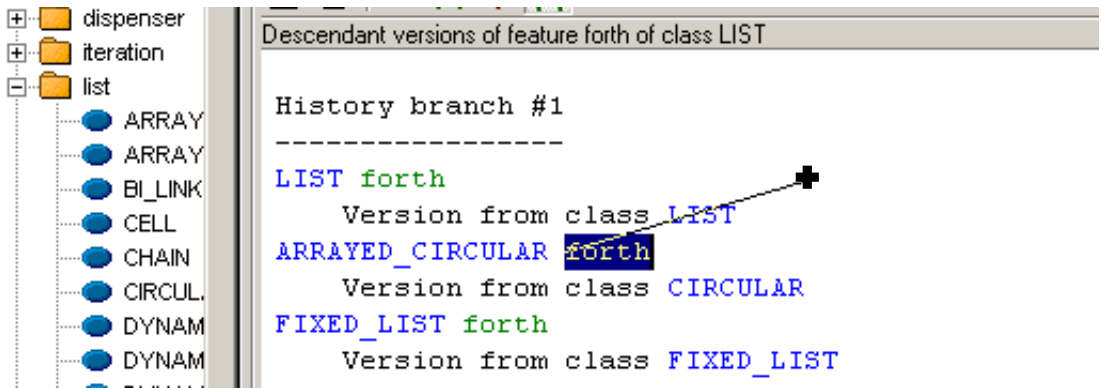 dispenser
iteration
list
ARRAY
ARRAY
BI_LINK
CELL
CHAIN
CIRCUL.
DYNAM
DYNAM
Descendant versions of feature forth of class LIST
History branch #1
-----------------
LIST forth
Version from class LIST
ARRAYED_CIRCULAR forth
Version from class CIRCULAR
FIXED_LIST forth
Version from class FIXED_LIST